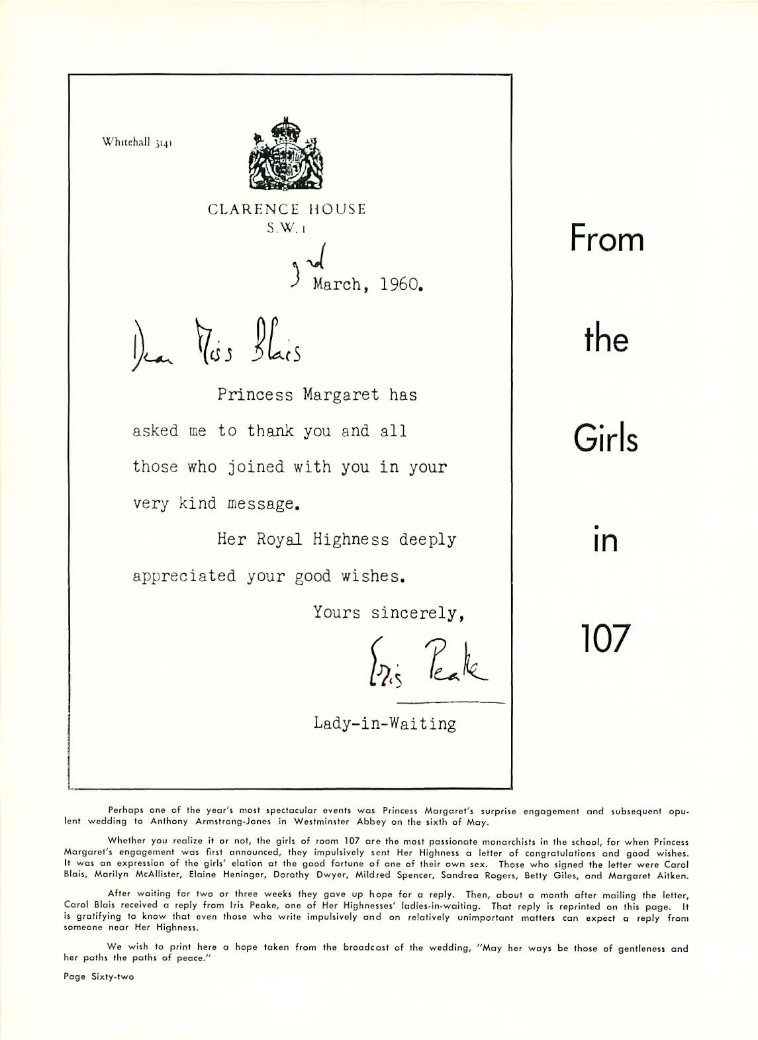 Whitehall 3141
CLARENCE HOUSE
S.W.1
3rd
March, 1960.
Dear Miss Blais
Princess Margaret has
asked me to thank you and all
those who joined with you in your
very kind message.
Her Royal Highness deeply
appreciated your good wishes.
Yours sincerely,
Iris Peake
Lady-in-Waiting
From
the
Girls
in
107
Perhaps one of the year's most spectacular events was Princess Margaret's surprise engagement and subsequent opu-
lent wedding to Anthony Armstrong-Jones in Westminster Abbey on the sixth of May.
Whether you realize it or not, the girls of room 107 are the most passionate monarchists in the school, for when Princess
Margaret's engagement was first announced, they impulsively sent Her Highness a letter of congratulations and good wishes.
It was an expression of the girls' elation at the good fortune of one of their own sex. Those who signed the letter were Carol
Blais, Marilyn McAllister, Elaine Heninger, Dorothy Dwyer, Mildred Spencer, Sandrea Rogers, Betty Giles, and Margaret Aitken.
After waiting for two or three weeks they gave up hope for a reply. Then, about a month after mailing the letter,
Carol Blais received a reply from Iris Peake, one of Her Highnesses' ladies-in-waiting. That reply is reprinted on this page. It
is gratifying to know that even those who write impulsively and on relatively unimportant matters can expect a reply from
someone near Her Highness.
We wish to print here a hope taken from the broadcast of the wedding, "May her ways be those of gentleness and
her paths the paths of peace."
Page Sixty-two